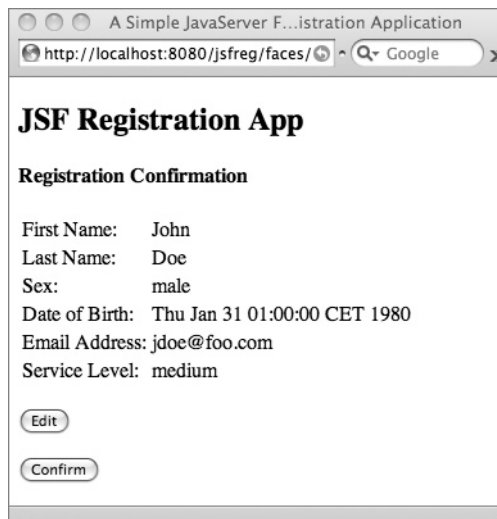 A Simple JavaServer F...istration Application
http://localhost:8080/jsfreg/faces/ Google
JSF Registration App
Registration Confirmation
First Name: John
Last Name: Doe
Sex: male
Date of Birth: Thu Jan 31 01:00:00 CET 1980
Email Address: jdoe@foo.com
Service Level: medium
Edit
Confirm